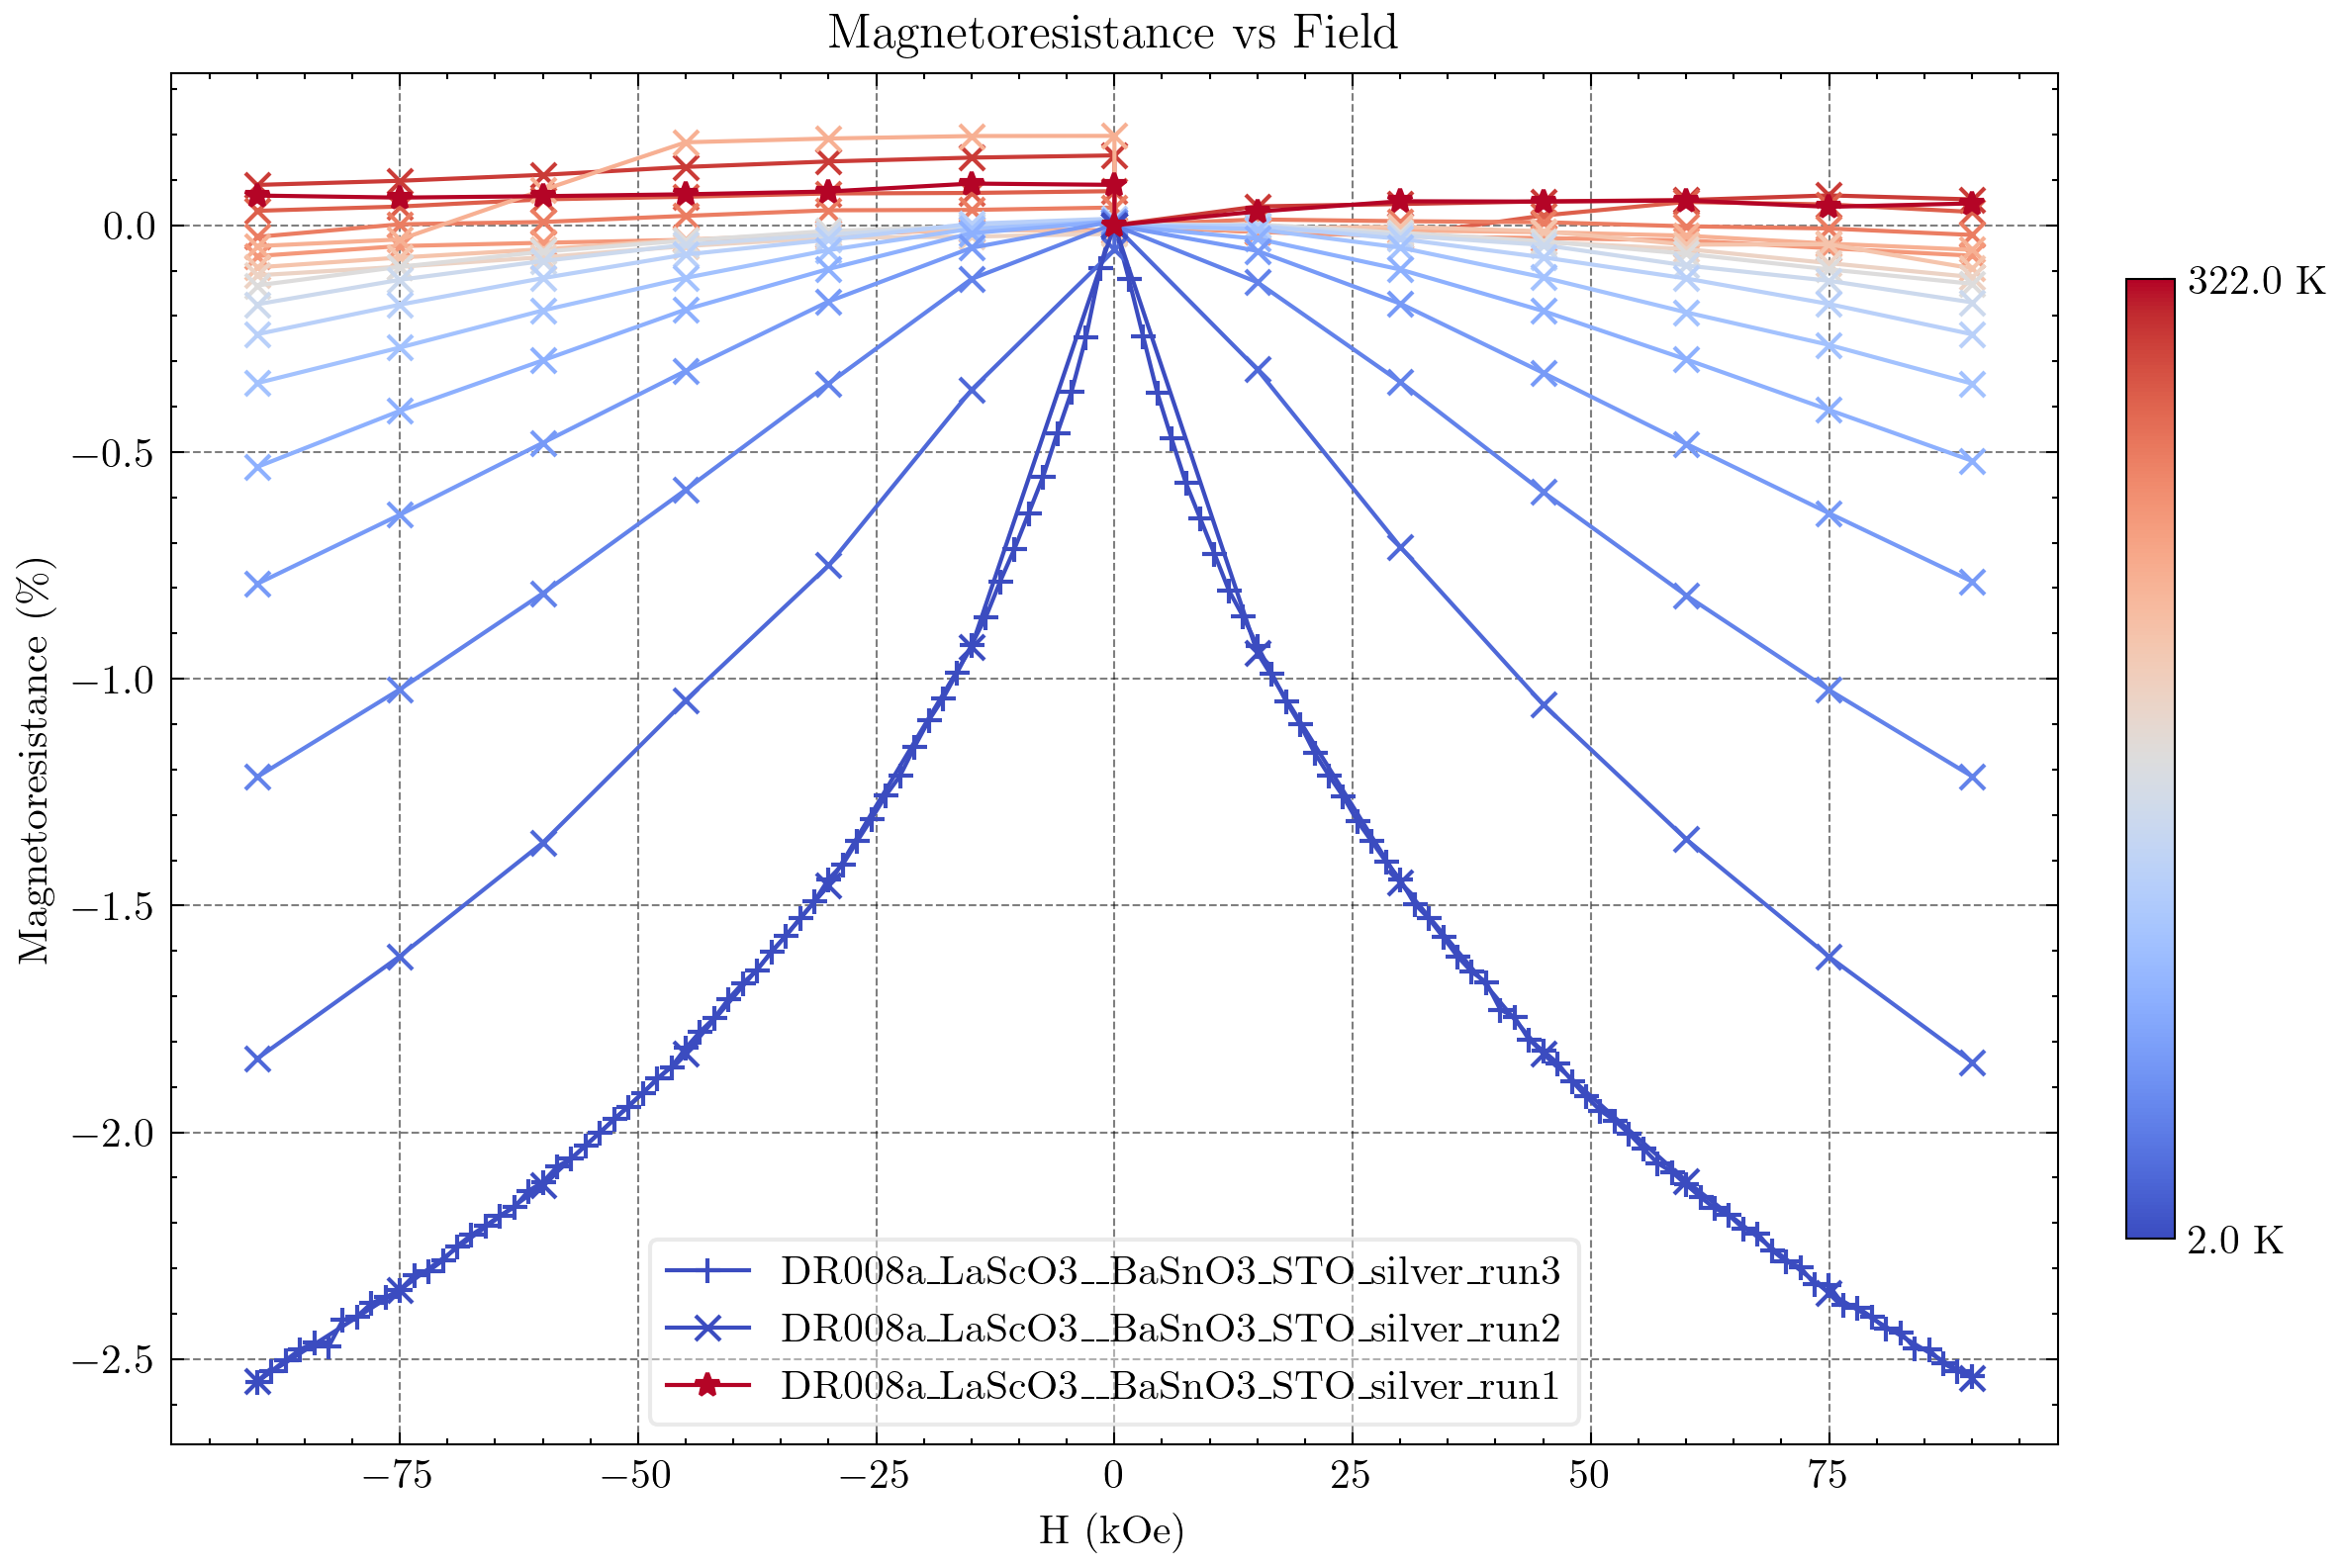 Magnetoresistance vs Field
Magnetoresistance (%)
0.0
−0.5
−1.0
−1.5
−2.0
−2.5
−75
−50
−25
0
25
50
75
H (kOe)
DR008a_LaScO3__BaSnO3_STO_silver_run3
DR008a_LaScO3__BaSnO3_STO_silver_run2
DR008a_LaScO3__BaSnO3_STO_silver_run1
322.0 K
2.0 K